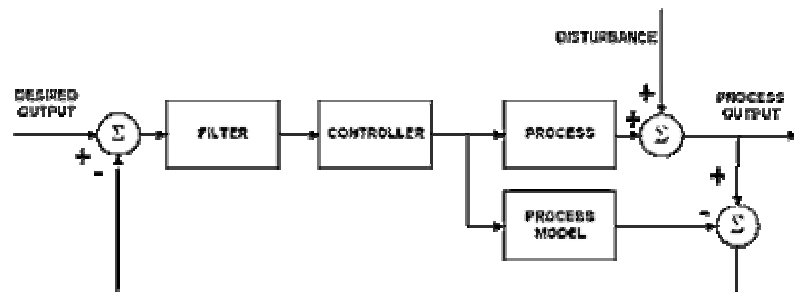 DISTURBANCE
DESIRED
OUTPUT
Σ
+
-
FILTER
CONTROLLER
PROCESS
+
+
Σ
PROCESS
OUTPUT
+
PROCESS
MODEL
-
Σ